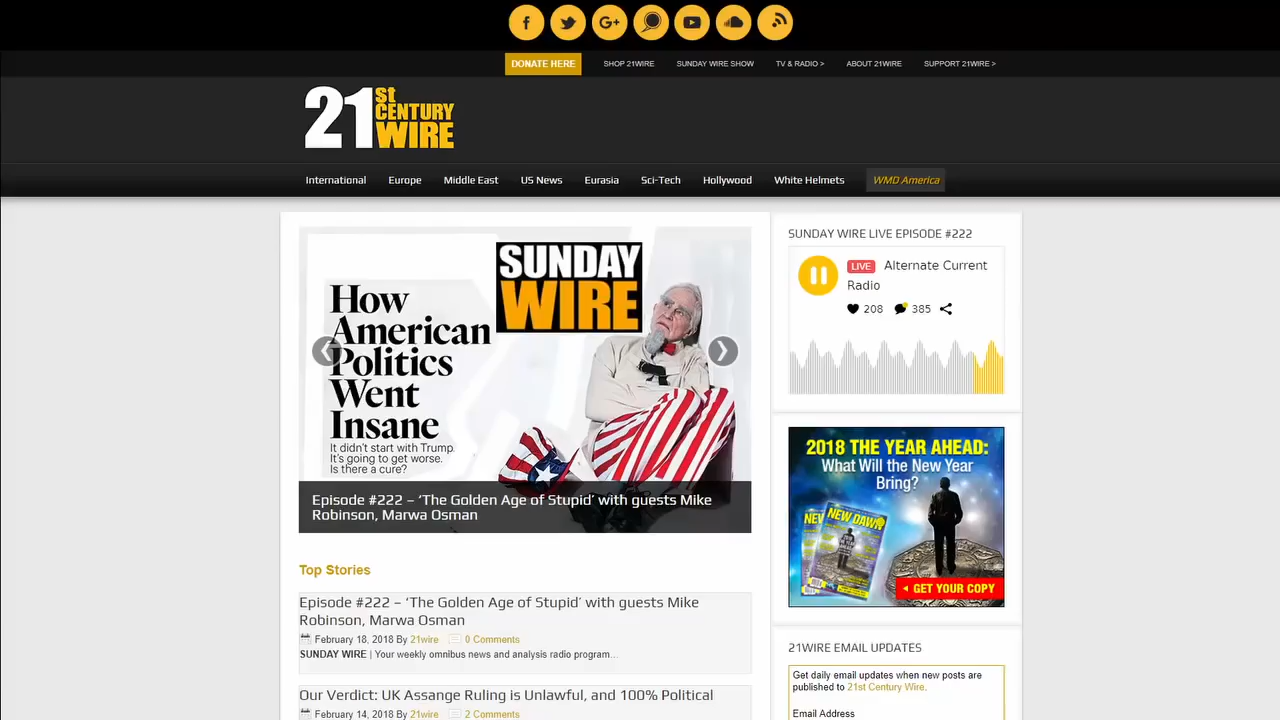 DONATE HERE
SHOP 21WIRE
SUNDAY WIRE SHOW
TV & RADIO >
ABOUT 21WIRE
SUPPORT 21WIRE >
21st
CENTURY
WIRE
International
Europe
Middle East
US News
Eurasia
Sci-Tech
Hollywood
White Helmets
WMD America
SUNDAY
WIRE
How
American
Politics
Went
Insane
It didn't start with Trump.
It's going to get worse.
Is there a cure?
Episode #222 – ‘The Golden Age of Stupid’ with guests Mike
Robinson, Marwa Osman
Top Stories
Episode #222 – ‘The Golden Age of Stupid’ with guests Mike
Robinson, Marwa Osman
February 18, 2018 By 21wire 0 Comments
SUNDAY WIRE | Your weekly omnibus news and analysis radio program...
Our Verdict: UK Assange Ruling is Unlawful, and 100% Political
February 14, 2018 By 21wire 2 Comments
SUNDAY WIRE LIVE EPISODE #222
LIVE Alternate Current
Radio
208 385
2018 THE YEAR AHEAD:
What Will the New Year
Bring?
NEW
NEW DAWN
GET YOUR COPY
21WIRE EMAIL UPDATES
Get daily email updates when new posts are
published to 21st Century Wire.
Email Address